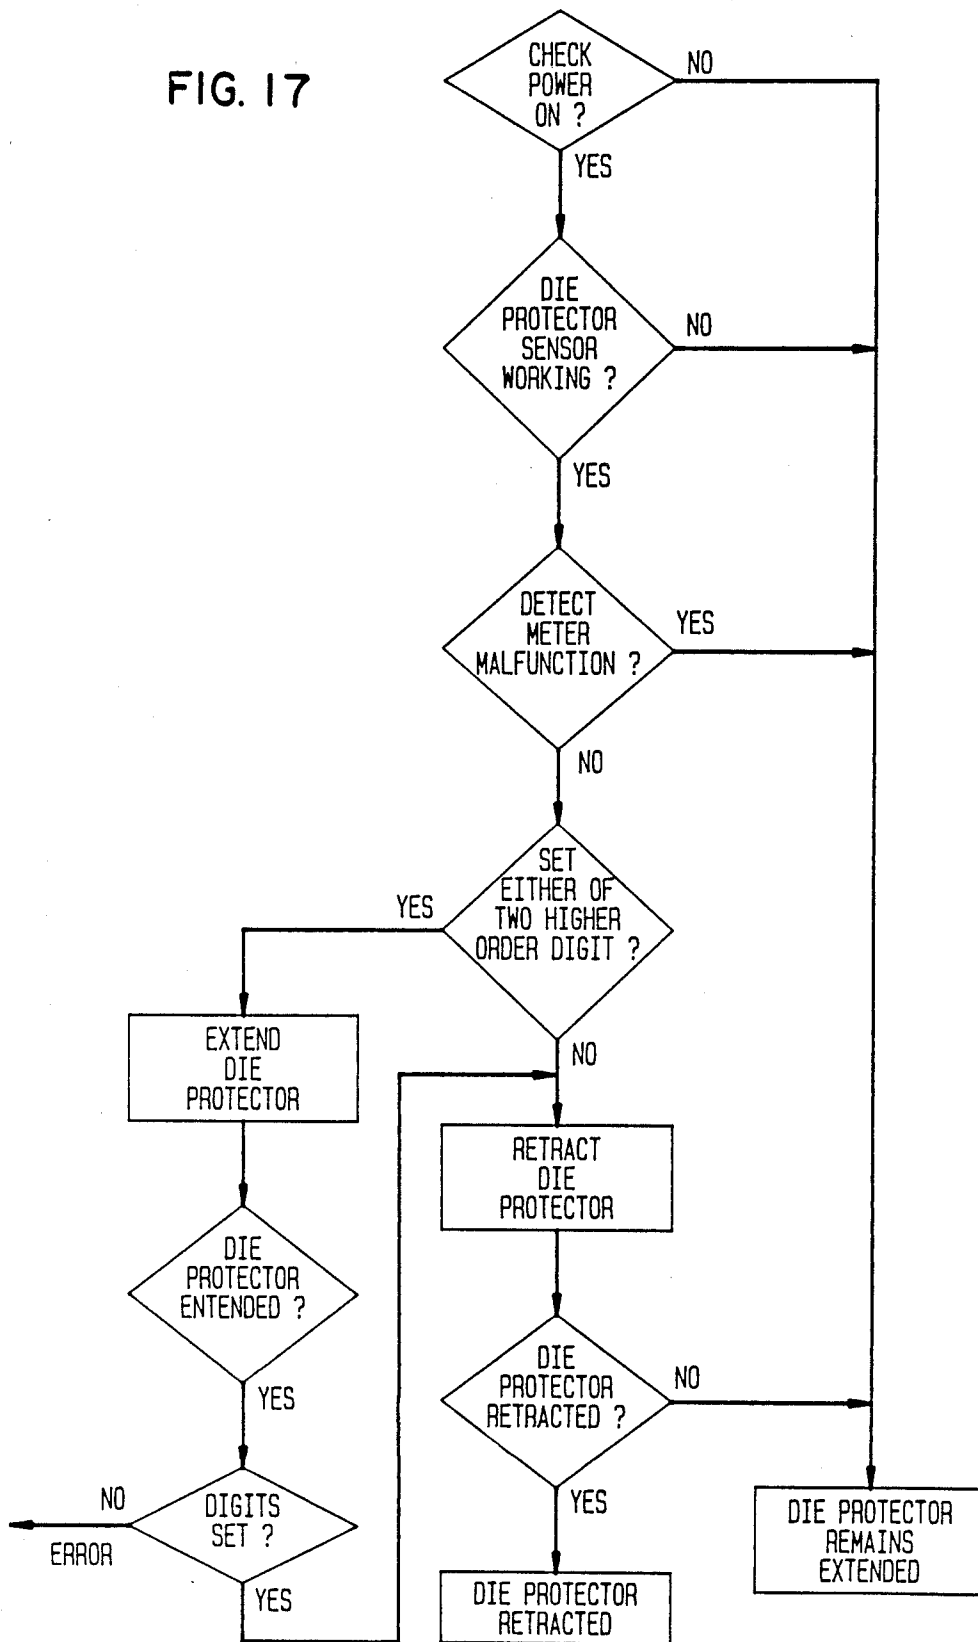 FIG. 17
CHECK
POWER
ON ?
NO
YES
DIE
PROTECTOR
SENSOR
WORKING ?
NO
YES
DETECT
METER
MALFUNCTION ?
YES
NO
SET
EITHER OF
TWO HIGHER
ORDER DIGIT ?
YES
NO
EXTEND
DIE
PROTECTOR
RETRACT
DIE
PROTECTOR
DIE
PROTECTOR
ENTENDED ?
YES
DIE
PROTECTOR
RETRACTED ?
NO
YES
DIGITS
SET ?
NO
ERROR
YES
DIE PROTECTOR
RETRACTED
DIE PROTECTOR
REMAINS
EXTENDED